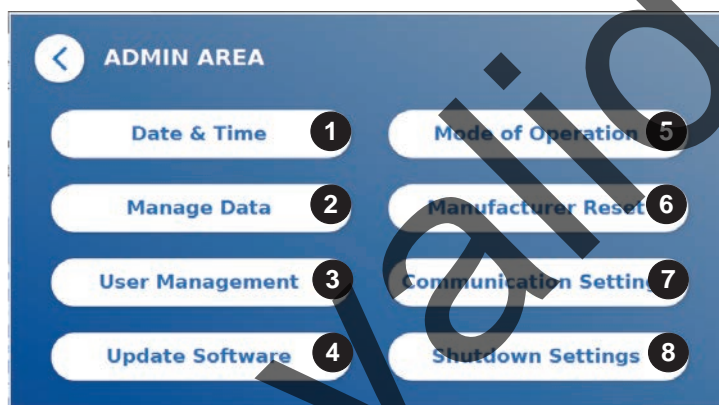 ADMIN AREA
Date & Time 1
Manage Data 2
User Management 3
Update Software 4
Mode of Operation 5
Manufacturer Reset 6
Communication Setting 7
Shutdown Settings 8
valid